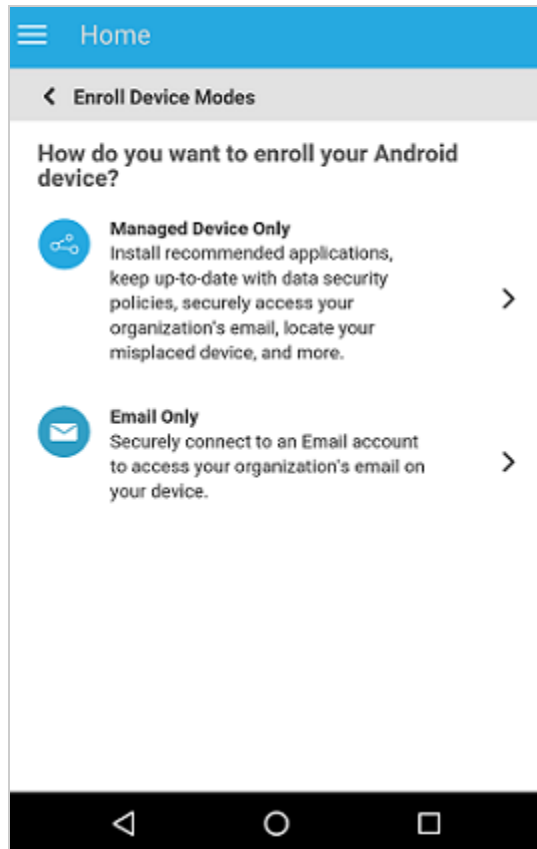 Home
Enroll Device Modes
How do you want to enroll your Android
device?
Managed Device Only
Install recommended applications,
keep up-to-date with data security
policies, securely access your
organization's email, locate your
misplaced device, and more.
Email Only
Securely connect to an Email account
to access your organization's email on
your device.